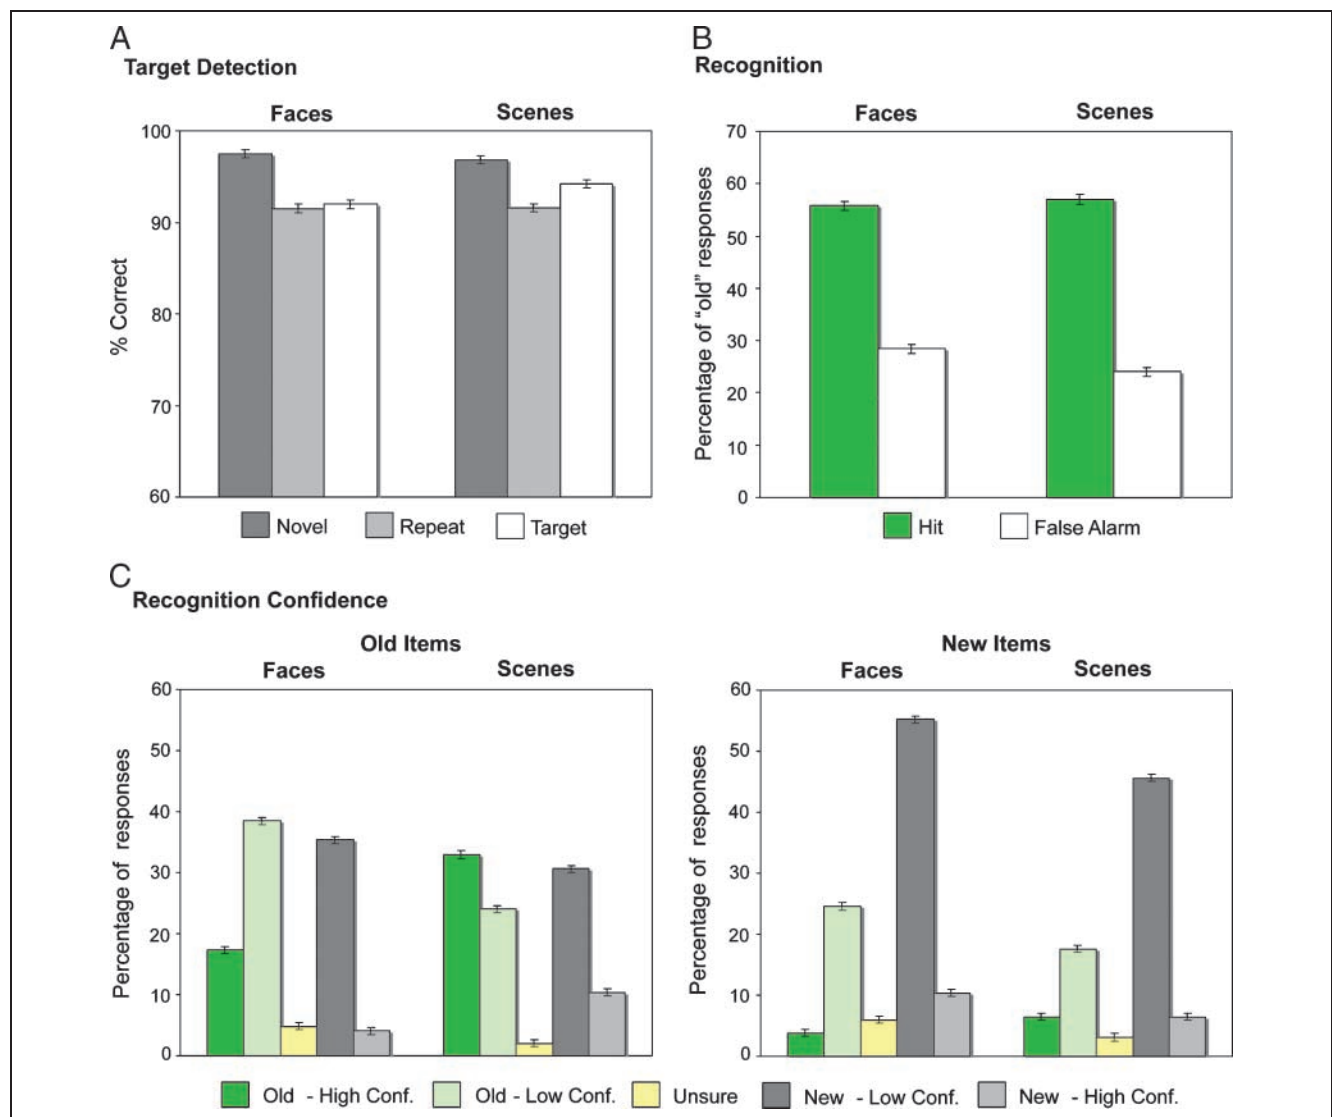 A
Target Detection
Faces
Scenes
100
90
80
70
60
% Correct
Novel
Repeat
Target
B
Recognition
Faces
Scenes
70
60
50
40
30
20
10
0
Percentage of "old" responses
Hit
False Alarm
C
Recognition Confidence
Old Items
Faces
Scenes
60
50
40
30
20
10
0
Percentage of responses
New Items
Faces
Scenes
60
50
40
30
20
10
0
Percentage of responses
Old - High Conf.
Old - Low Conf.
Unsure
New - Low Conf.
New - High Conf.